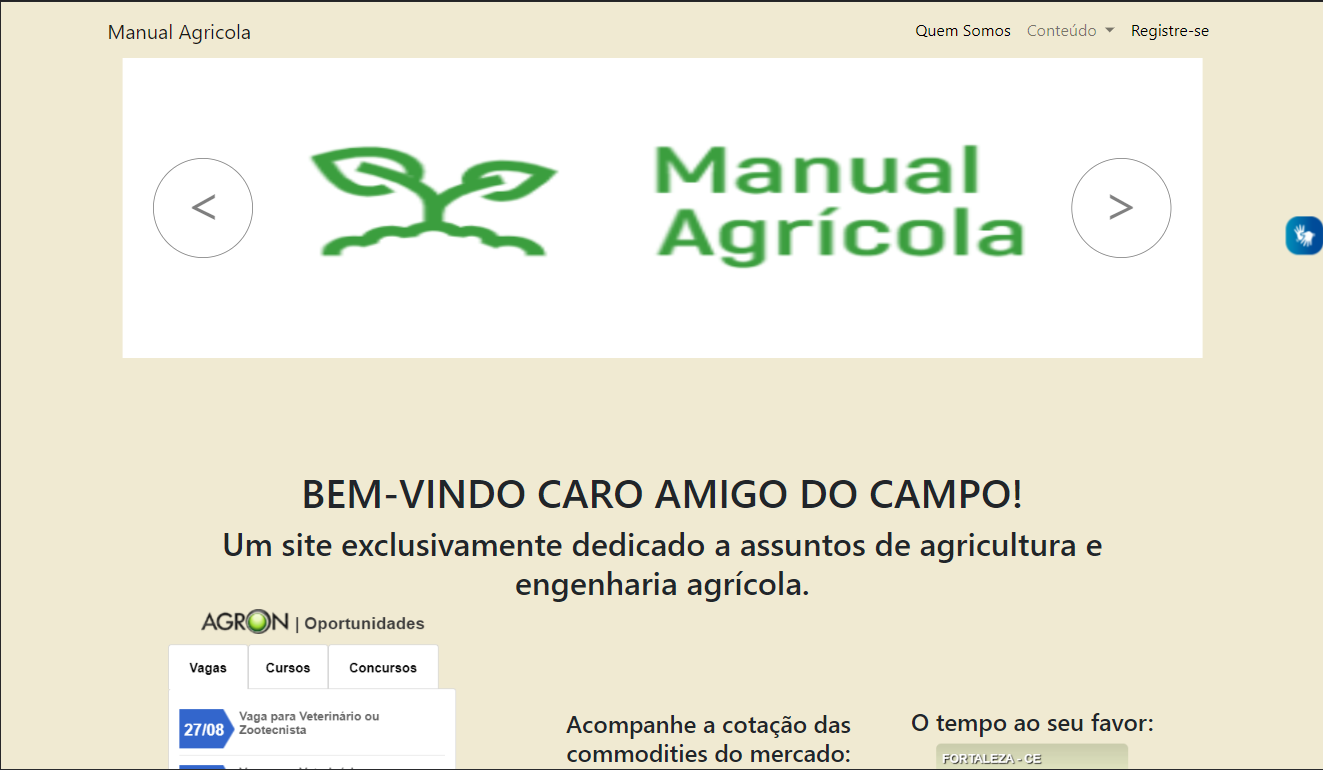 Manual Agricola
Quem Somos
Conteúdo
Registre-se
<
Manual
Agrícola
>
BEM-VINDO CARO AMIGO DO CAMPO!
Um site exclusivamente dedicado a assuntos de agricultura e
engenharia agrícola.
AGRON | Oportunidades
Vagas
Cursos
Concursos
27/08
Vaga para Veterinário ou
Zootecnista
Acompanhe a cotação das
commodities do mercado:
O tempo ao seu favor:
FORTALEZA - CE